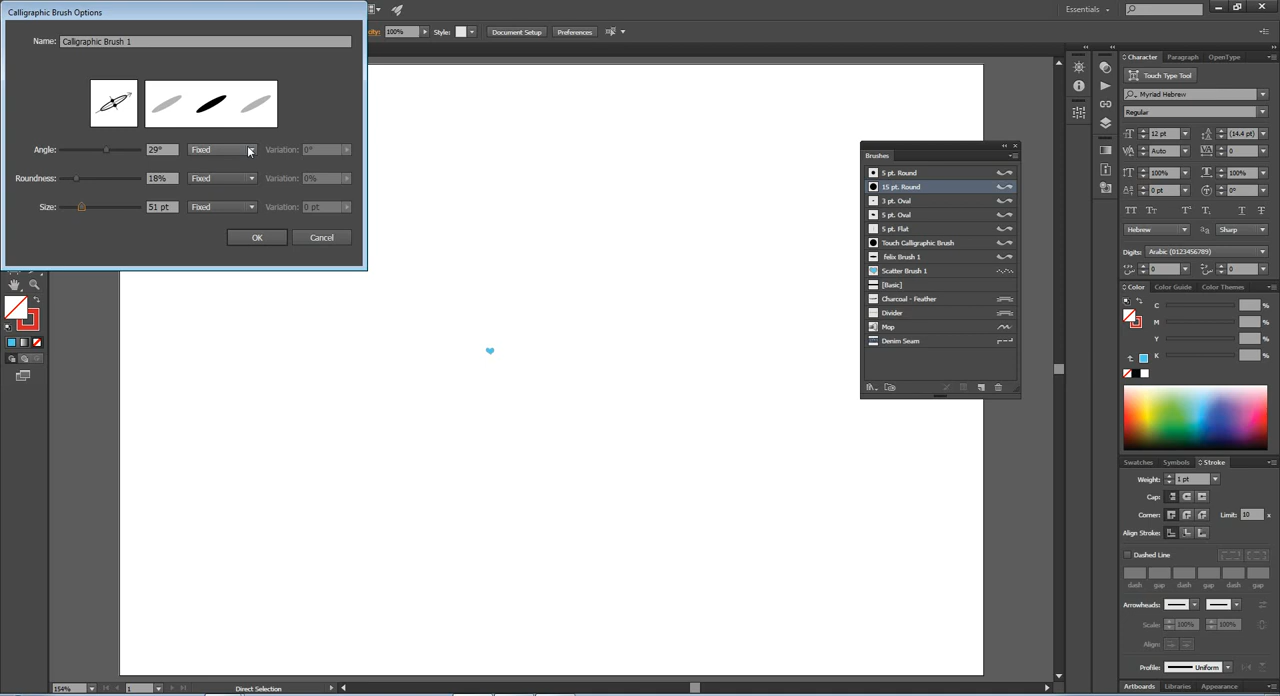 Calligraphic Brush Options
Essentials
Name: Calligraphic Brush 1
100%
Style:
Document Setup
Preferences
Angle: 29° Fixed Variation: 0°
Roundness: 18% Fixed Variation: 0%
Size: 51 pt Fixed Variation: 0 pt
OK
Cancel
Brushes
5 pt. Round
15 pt. Round
3 pt. Oval
5 pt. Oval
5 pt. Flat
Touch Calligraphic Brush
felix Brush 1
Scatter Brush 1
[Basic]
Charcoal - Feather
Divider
Mop
Denim Seam
Character Paragraph OpenType
Touch Type Tool
Myriad Hebrew
Regular
12 pt (14.4 pt)
Auto 0
100% 100%
0 pt 0°
Hebrew Sharp
Digits: Arabic (0123456789)
0 0
Color Color Guide Color Themes
C %
M %
Y %
K %
Swatches Symbols Stroke
Weight: 1 pt
Cap:
Corner: Limit: 10 x
Align Stroke:
Dashed Line
dash gap dash gap dash gap
Arrowheads:
Scale: 100% 100%
Align:
Profile: Uniform
Artboards Libraries Appearance
154% 1 Direct Selection